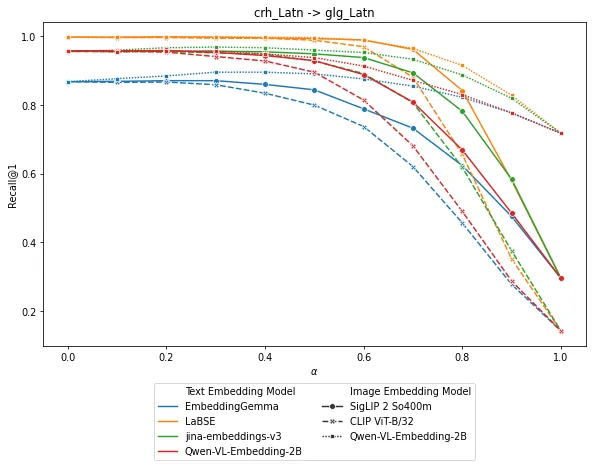 crh_Latn -> glg_Latn
Recall@1
1.0
0.8
0.6
0.4
0.2
0.0 0.2 0.4 0.6 0.8 1.0
α
Text Embedding Model
EmbeddingGemma
LaBSE
jina-embeddings-v3
Qwen-VL-Embedding-2B
Image Embedding Model
SigLIP 2 So400m
CLIP ViT-B/32
Qwen-VL-Embedding-2B